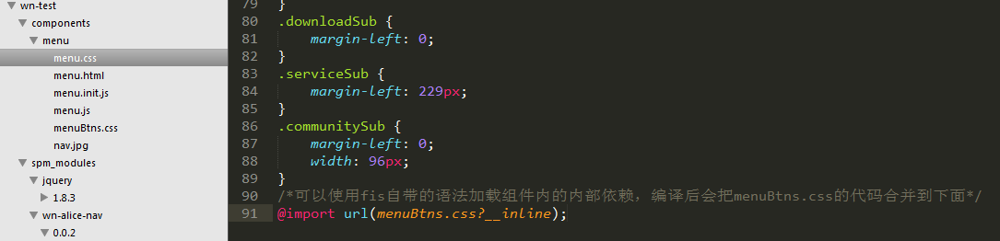 wn-test
components
menu
menu.css
menu.html
menu.init.js
menu.js
menuBtns.css
nav.jpg
spm_modules
jquery
1.8.3
wn-alice-nav
0.0.2
79 }
80 .downloadSub {
81 margin-left: 0;
82 }
83 .serviceSub {
84 margin-left: 229px;
85 }
86 .communitySub {
87 margin-left: 0;
88 width: 96px;
89 }
90 /*可以使用fis自带的语法加载组件内的内部依赖，编译后会把menuBtns.css的代码合并到下面*/
91 @import url(menuBtns.css?__inline);